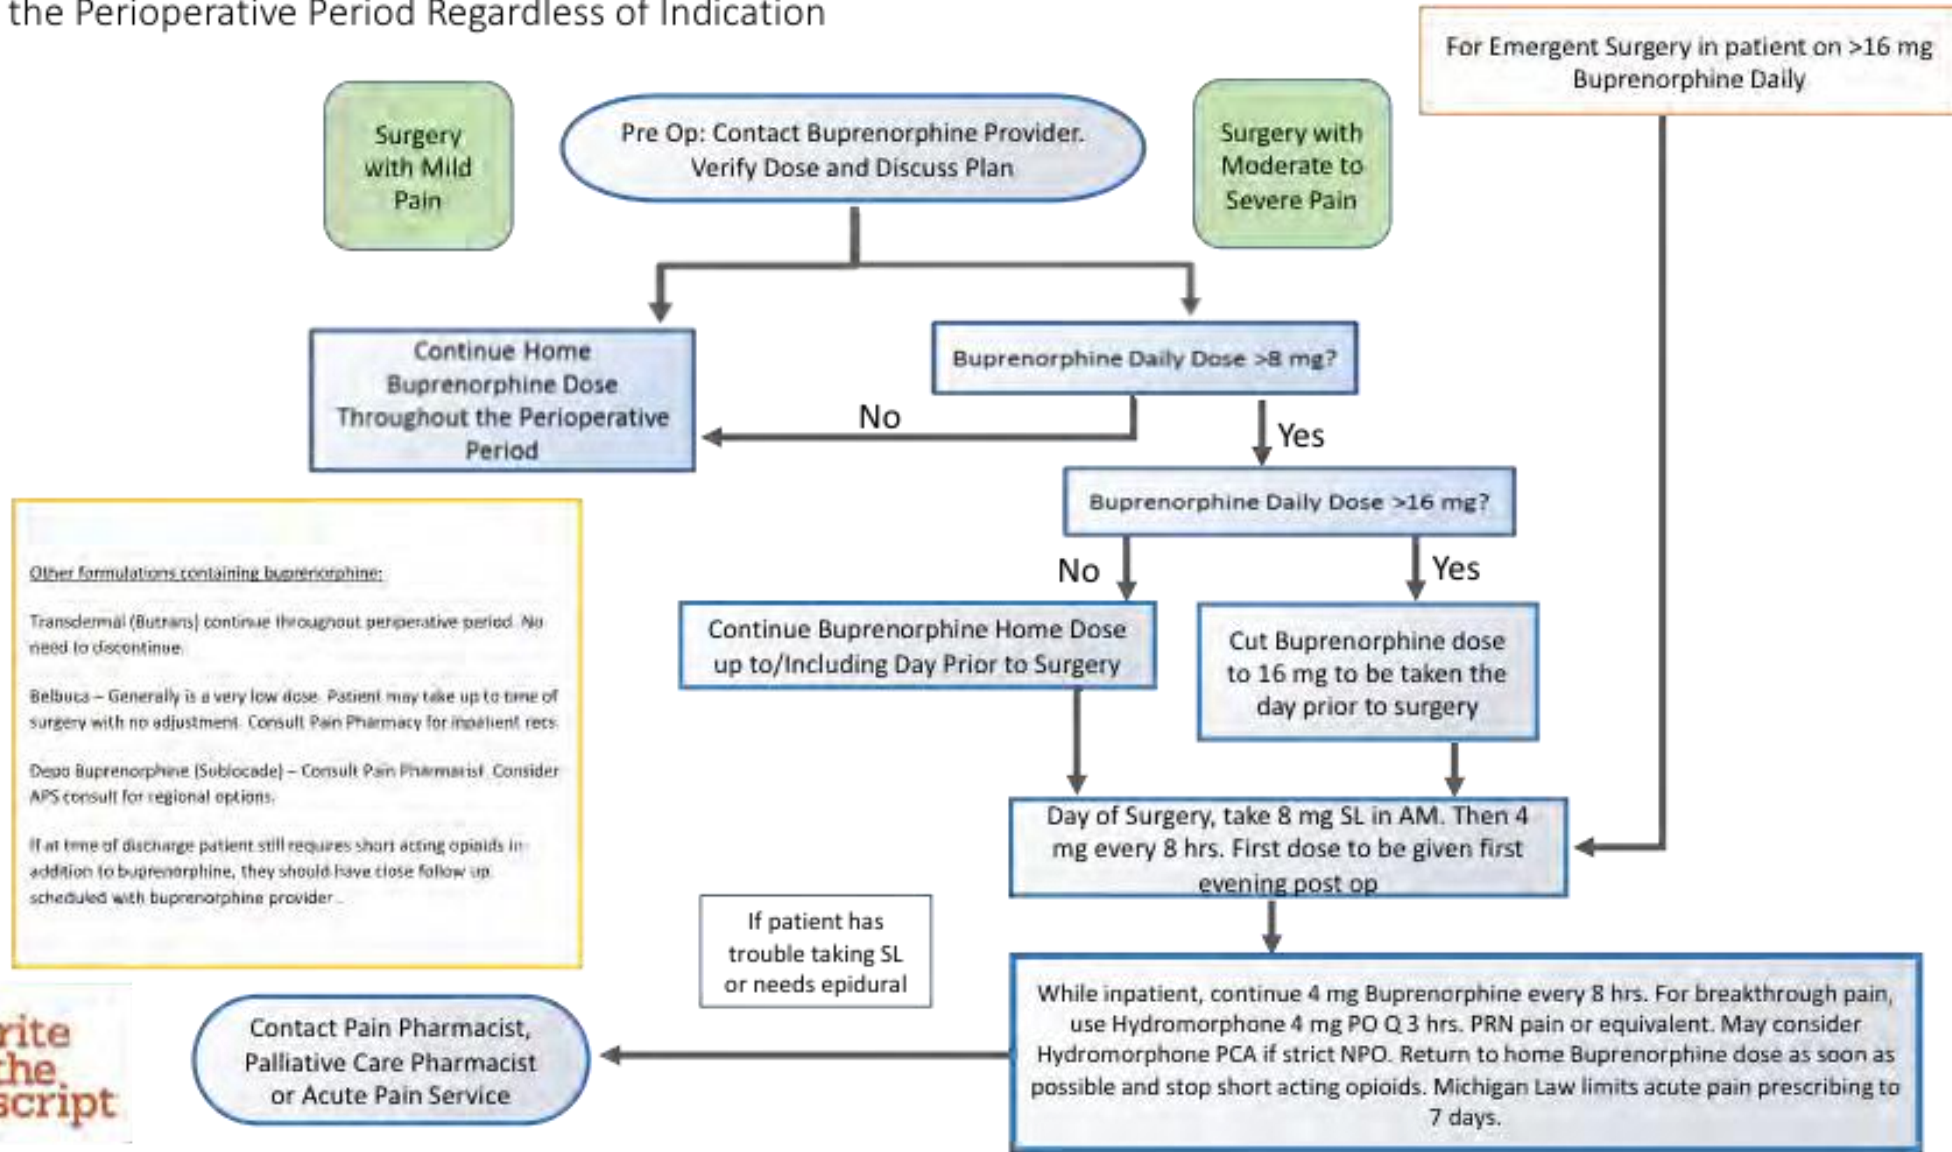 the Perioperative Period Regardless of Indication
For Emergent Surgery in patient on >16 mg
Buprenorphine Daily
Surgery
with Mild
Pain
Pre Op: Contact Buprenorphine Provider.
Verify Dose and Discuss Plan
Surgery with
Moderate to
Severe Pain
Continue Home
Buprenorphine Dose
Throughout the Perioperative
Period
Buprenorphine Daily Dose >8 mg?
No
Yes
Buprenorphine Daily Dose >16 mg?
No
Yes
Continue Buprenorphine Home Dose
up to/Including Day Prior to Surgery
Cut Buprenorphine dose
to 16 mg to be taken the
day prior to surgery
Other formulations containing buprenorphine:
Transdermal (Butrans) continue throughout perioperative period. No
need to discontinue.
Belbuca – Generally is a very low dose. Patient may take up to time of
surgery with no adjustment. Consult Pain Pharmacy for inpatient recs.
Depo Buprenorphine (Sublocade) – Consult Pain Pharmacist. Consider
APS consult for regional options.
If at time of discharge patient still requires short acting opioids in
addition to buprenorphine, they should have close follow up
scheduled with buprenorphine provider.
Day of Surgery, take 8 mg SL in AM. Then 4
mg every 8 hrs. First dose to be given first
evening post op
If patient has
trouble taking SL
or needs epidural
While inpatient, continue 4 mg Buprenorphine every 8 hrs. For breakthrough pain,
use Hydromorphone 4 mg PO Q 3 hrs. PRN pain or equivalent. May consider
Hydromorphone PCA if strict NPO. Return to home Buprenorphine dose as soon as
possible and stop short acting opioids. Michigan Law limits acute pain prescribing to
7 days.
Contact Pain Pharmacist,
Palliative Care Pharmacist
or Acute Pain Service
rite
the
script